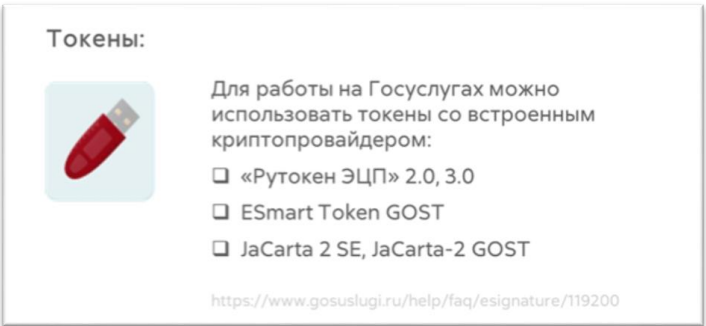 Токены:
Для работы на Госуслугах можно
использовать токены со встроенным
криптопровайдером:
❑ «Рутокен ЭЦП» 2.0, 3.0
❑ ESmart Token GOST
❑ JaCarta 2 SE, JaCarta-2 GOST
https://www.gosuslugi.ru/help/faq/esignature/119200